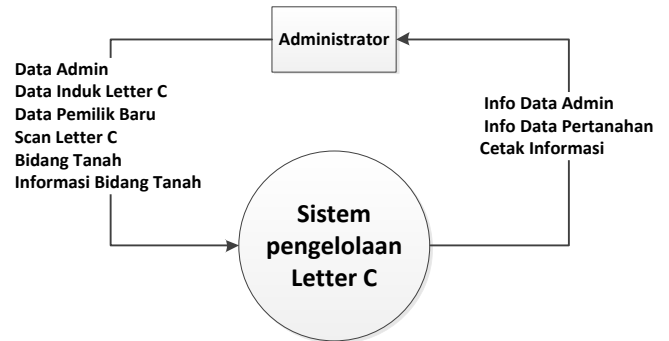 Administrator
Data Admin
Data Induk Letter C
Data Pemilik Baru
Scan Letter C
Bidang Tanah
Informasi Bidang Tanah
Info Data Admin
Info Data Pertanahan
Cetak Informasi
Sistem
pengelolaan
Letter C